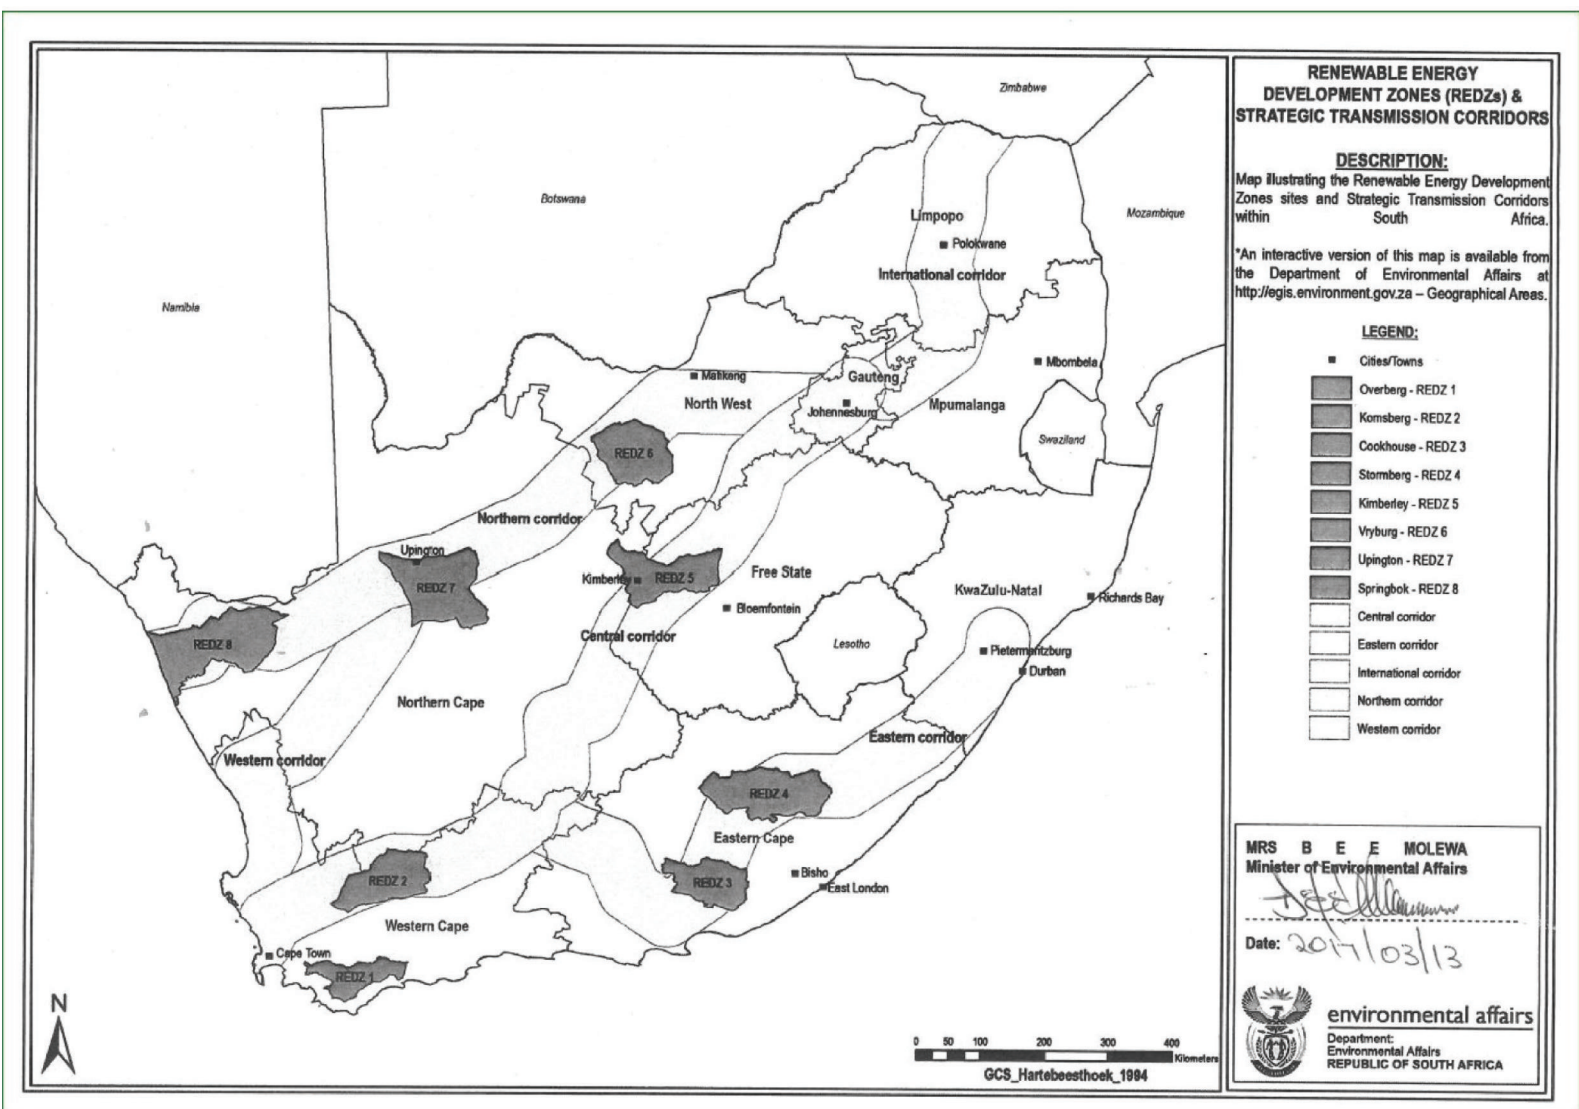 RENEWABLE ENERGY
DEVELOPMENT ZONES (REDZs) &
STRATEGIC TRANSMISSION CORRIDORS
DESCRIPTION:
Map illustrating the Renewable Energy Development
Zones sites and Strategic Transmission Corridors
within South Africa.
*An interactive version of this map is available from
the Department of Environmental Affairs at
http://egis.environment.gov.za – Geographical Areas.
LEGEND:
Cities/Towns
Overberg - REDZ 1
Komsberg - REDZ 2
Cookhouse - REDZ 3
Stormberg - REDZ 4
Kimberley - REDZ 5
Vryburg - REDZ 6
Upington - REDZ 7
Springbok - REDZ 8
Central corridor
Eastern corridor
International corridor
Northern corridor
Western corridor
MRS B E E MOLEWA
Minister of Environmental Affairs
Date: 2017/03/13
environmental affairs
Department:
Environmental Affairs
REPUBLIC OF SOUTH AFRICA
Zimbabwe
Botswana
Mozambique
Namibia
Limpopo
Polokwane
International corridor
Mafikeng
North West
Gauteng
Johannesburg
Mbombela
Mpumalanga
Swaziland
REDZ 6
Northern corridor
Upington
REDZ 7
Kimberley
REDZ 5
Free State
Bloemfontein
KwaZulu-Natal
Richards Bay
Central corridor
Lesotho
Pietermaritzburg
Durban
REDZ 8
Northern Cape
Western corridor
Eastern corridor
REDZ 4
Eastern Cape
REDZ 2
REDZ 3
Bisho
East London
Western Cape
Cape Town
REDZ 1
N
0 50 100 200 300 400
Kilometers
GCS_Hartebeesthoek_1994